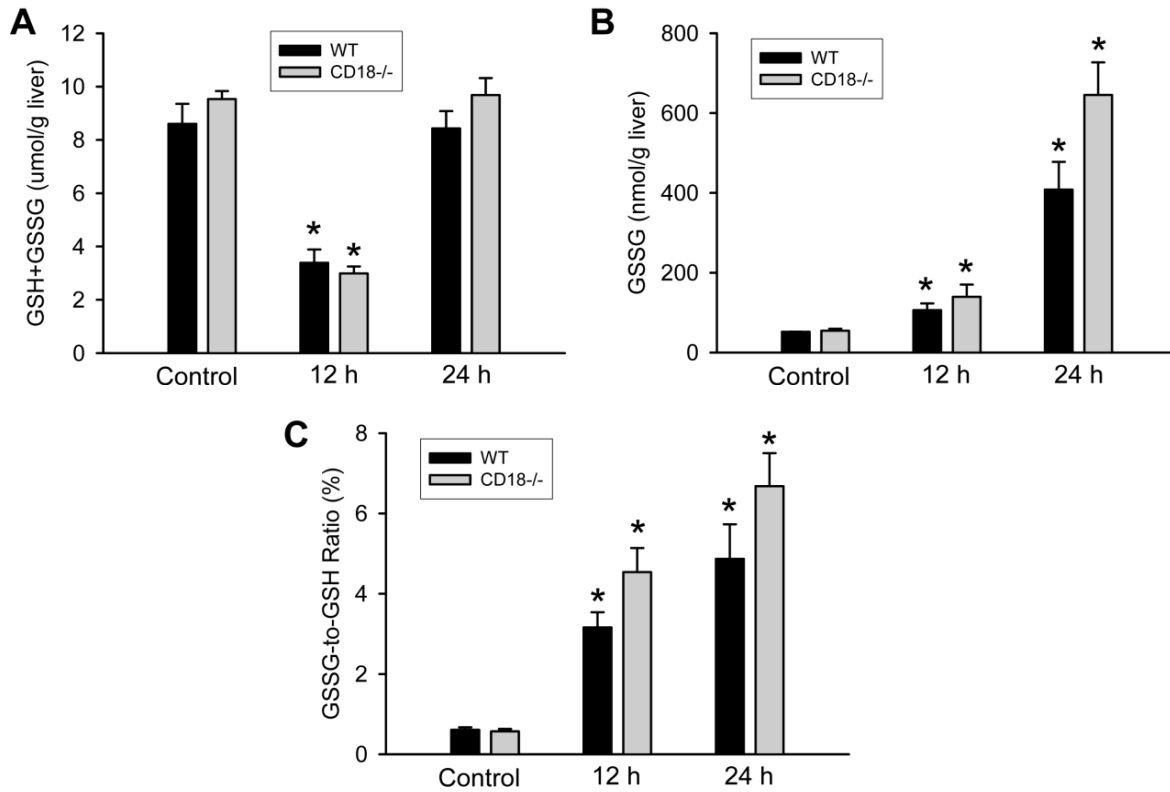 A
GSH+GSSG (umol/g liver)
12
10
8
6
4
2
0
WT
CD18-/-
*
*
Control
12 h
24 h
B
GSSG (nmol/g liver)
800
600
400
200
0
WT
CD18-/-
*
*
*
*
Control
12 h
24 h
C
GSSG-to-GSH Ratio (%)
8
6
4
2
0
WT
CD18-/-
*
*
*
*
Control
12 h
24 h